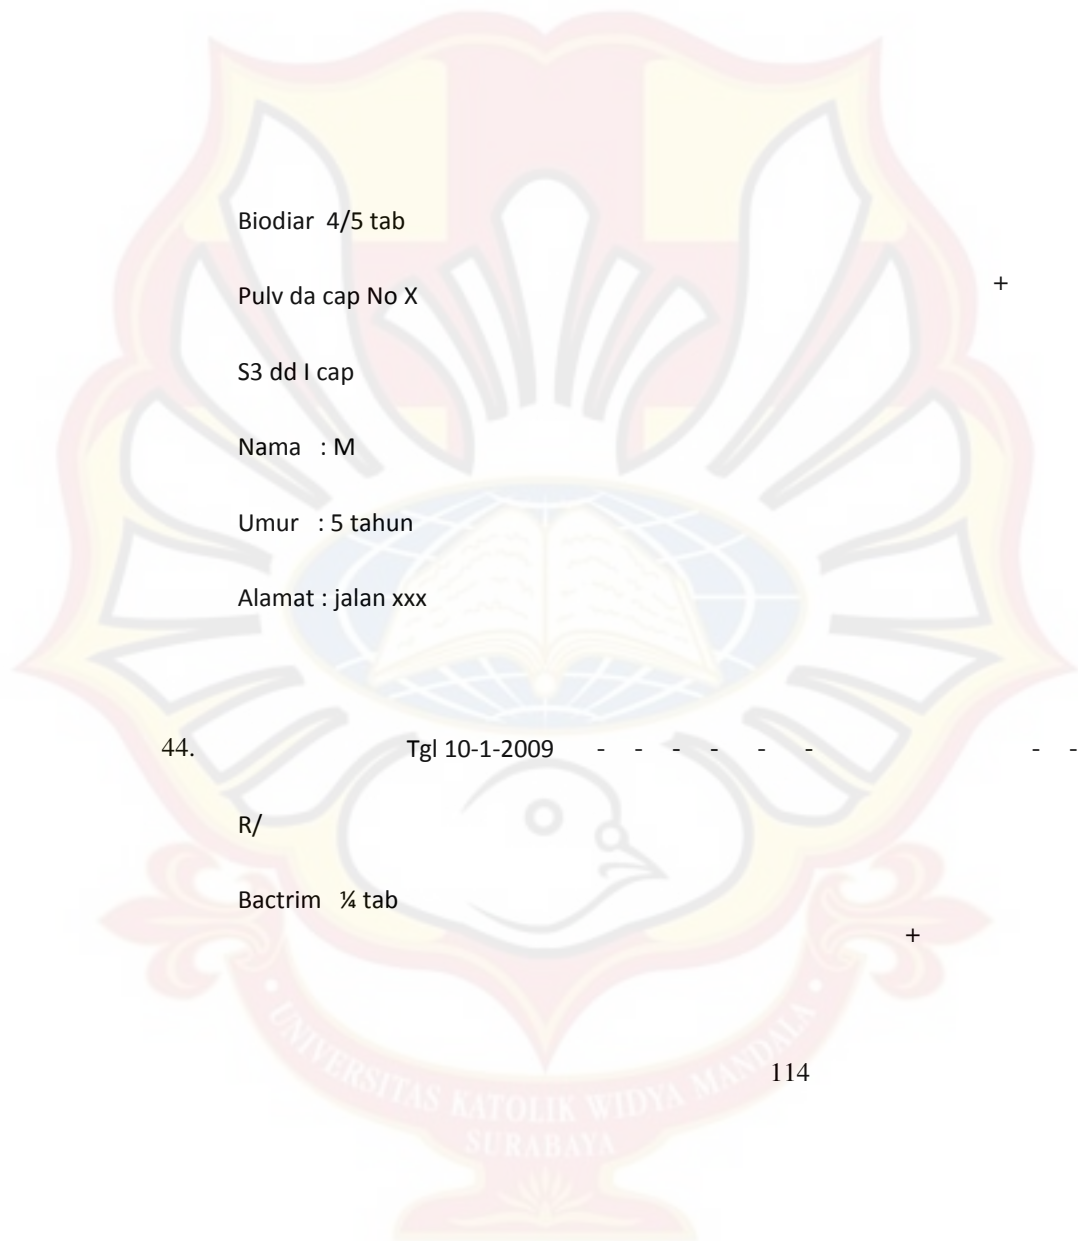 Biodiar 4/5 tab
+
Pulv da cap No X
S3 dd I cap
Nama : M
Umur : 5 tahun
Alamat : jalan xxx
44. Tgl 10-1-2009 - - - - - - - -
R/
Bactrim ¼ tab
+
114
UNIVERSITAS KATOLIK WIDYA MANDALA
SURABAYA